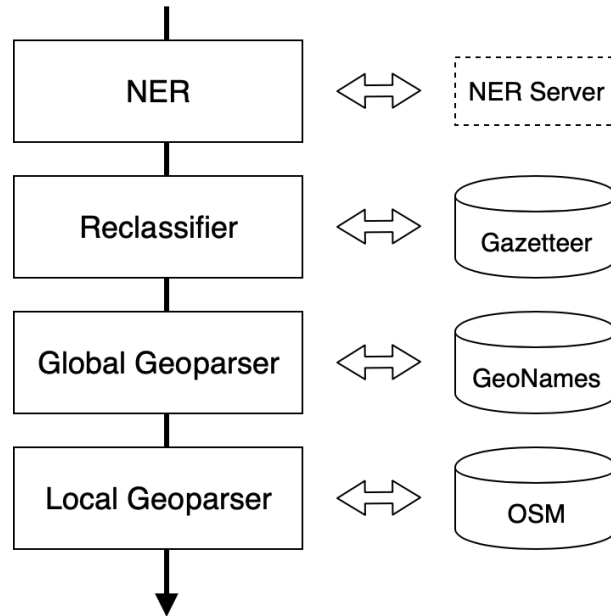 NER
NER Server
Reclassifier
Gazetteer
Global Geoparser
GeoNames
Local Geoparser
OSM